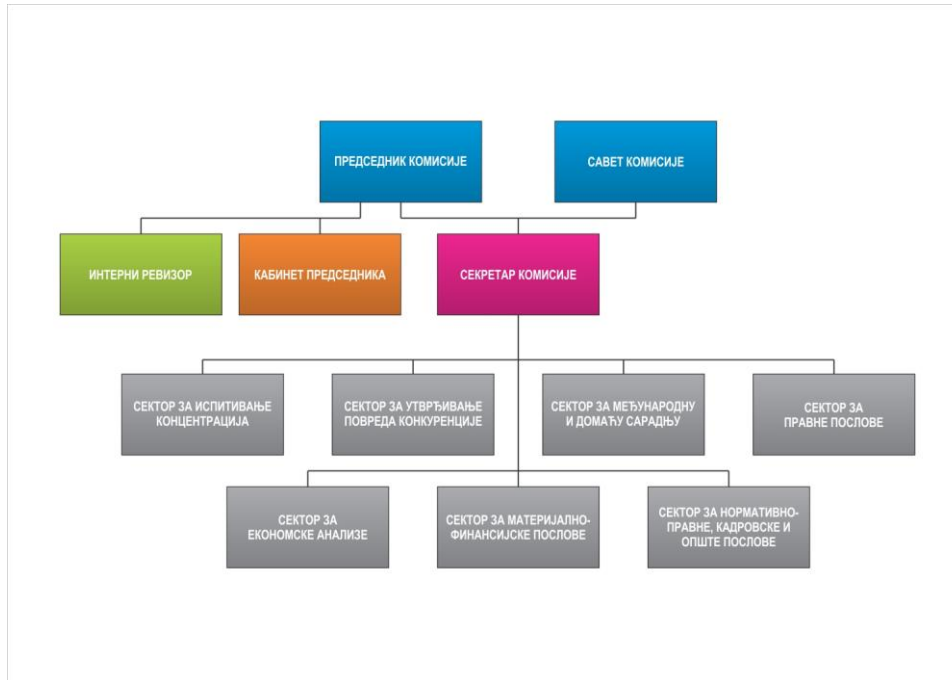 ПРЕДСЕДНИК КОМИСИЈЕ
САВЕТ КОМИСИЈЕ
ИНТЕРНИ РЕВИЗОР
КАБИНЕТ ПРЕДСЕДНИКА
СЕКРЕТАР КОМИСИЈЕ
СЕКТОР ЗА ИСПИТИВАЊЕ
КОНЦЕНТРАЦИЈА
СЕКТОР ЗА УТВРЂИВАЊЕ
ПОВРЕДА КОНКУРЕНЦИЈЕ
СЕКТОР ЗА МЕЂУНАРОДНУ
И ДОМАЋУ САРАДЊУ
СЕКТОР ЗА
ПРАВНЕ ПОСЛОВЕ
СЕКТОР ЗА
ЕКОНОМСКЕ АНАЛИЗЕ
СЕКТОР ЗА МАТЕРИЈАЛНО-
ФИНАНСИЈСКЕ ПОСЛОВЕ
СЕКТОР ЗА НОРМАТИВНО-
ПРАВНЕ, КАДРОВСКЕ И
ОПШТЕ ПОСЛОВЕ